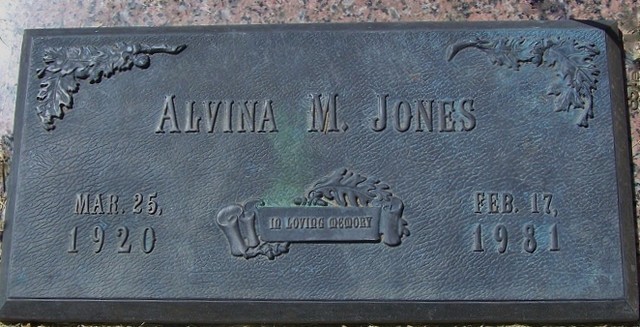 ALVINA M. JONES
MAR. 25,
1920
IN LOVING MEMORY
FEB. 17,
1981